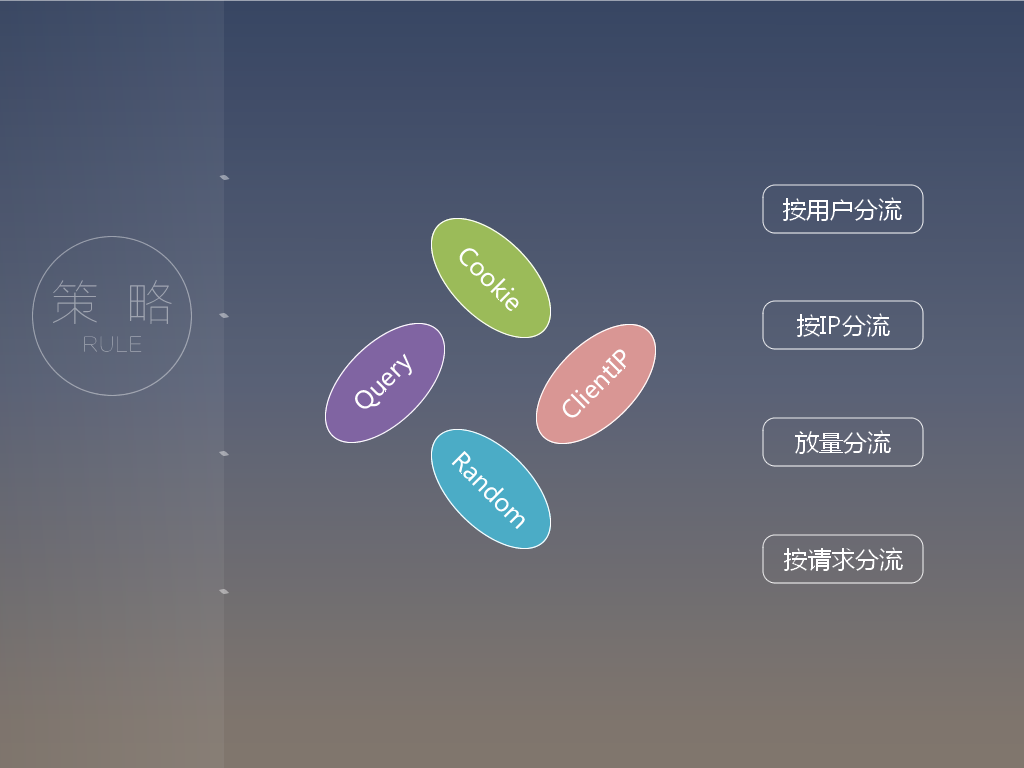 策 略
RULE
Cookie
Query
ClientIP
Random
按用户分流
按IP分流
放量分流
按请求分流